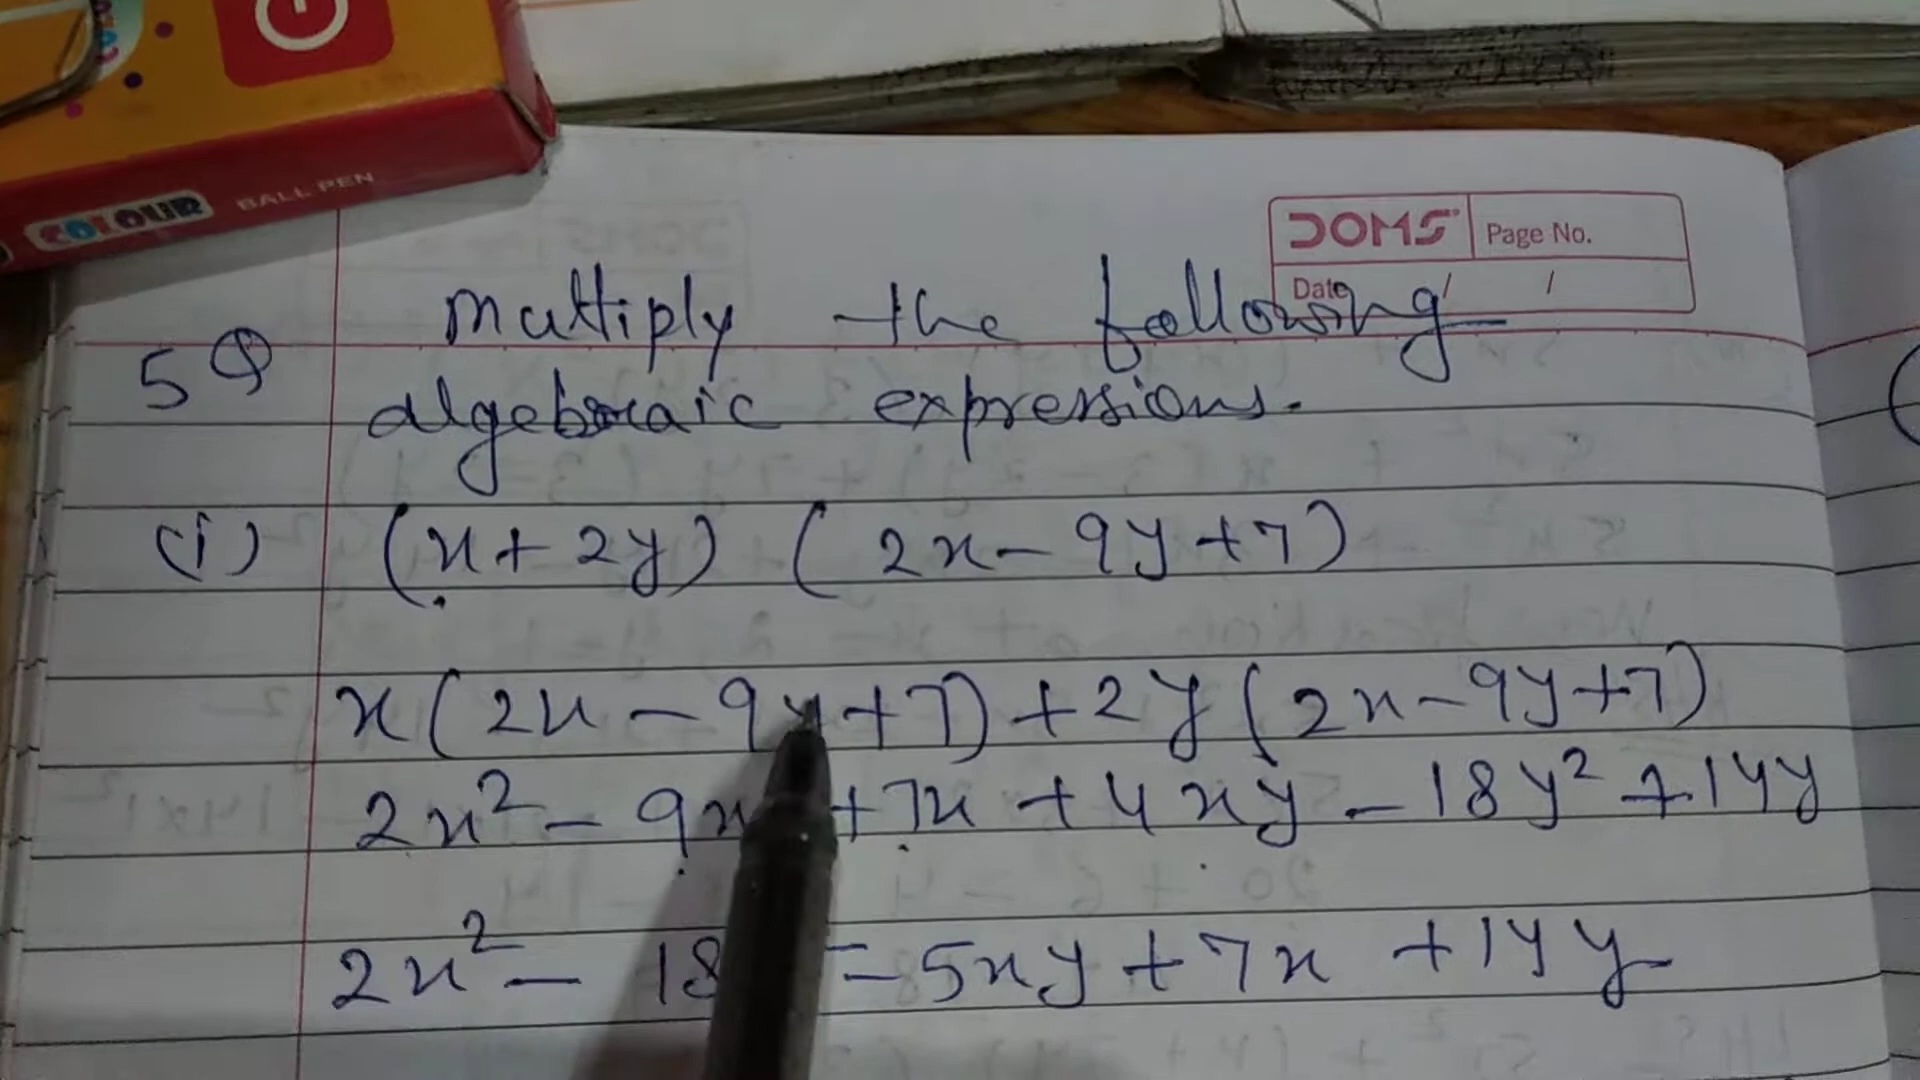 COLOUR BALL PEN
DOMS Page No.
Date / /
Multiply the following
5Q
algebraic expressions.
(i) (x + 2y) (2x - 9y + 7)
x(2x - 9y + 7) + 2y(2x - 9y + 7)
2x² - 9x + 7x + 4xy - 18y² + 14y
2x² - 18 - 5xy + 7x + 14y